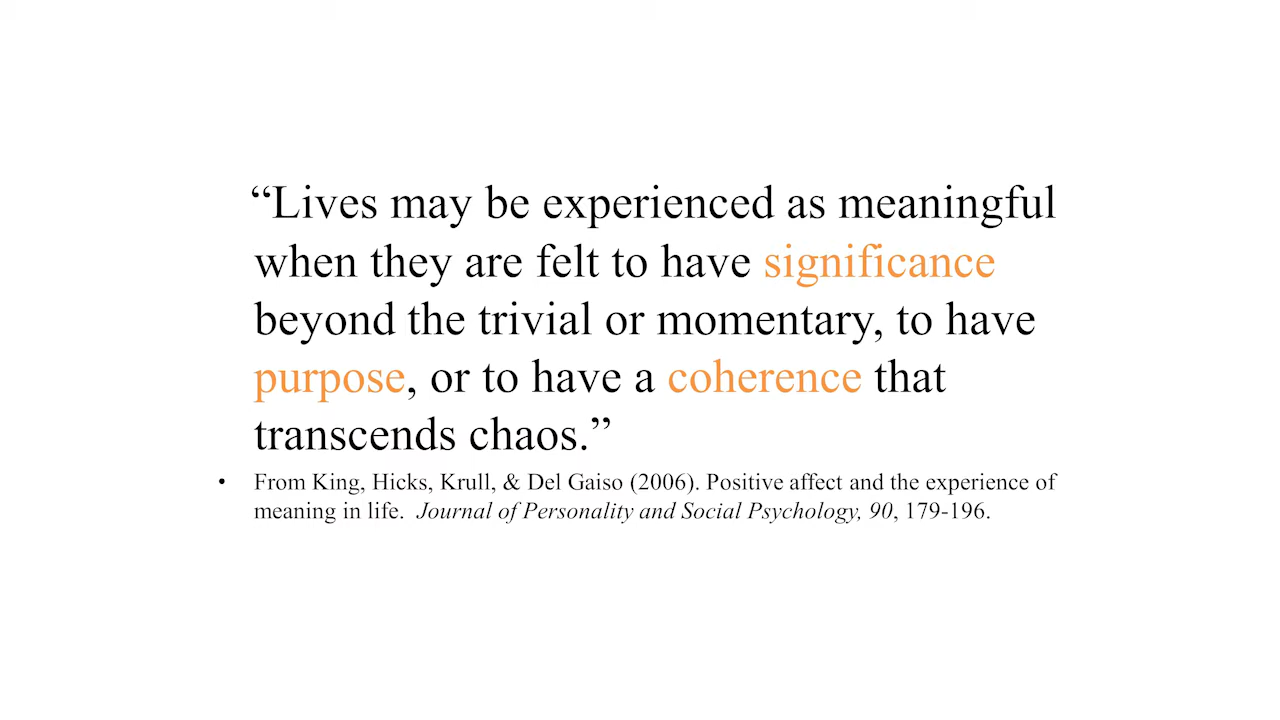 “Lives may be experienced as meaningful
when they are felt to have significance
beyond the trivial or momentary, to have
purpose, or to have a coherence that
transcends chaos.”
• From King, Hicks, Krull, & Del Gaiso (2006). Positive affect and the experience of
meaning in life. Journal of Personality and Social Psychology, 90, 179-196.